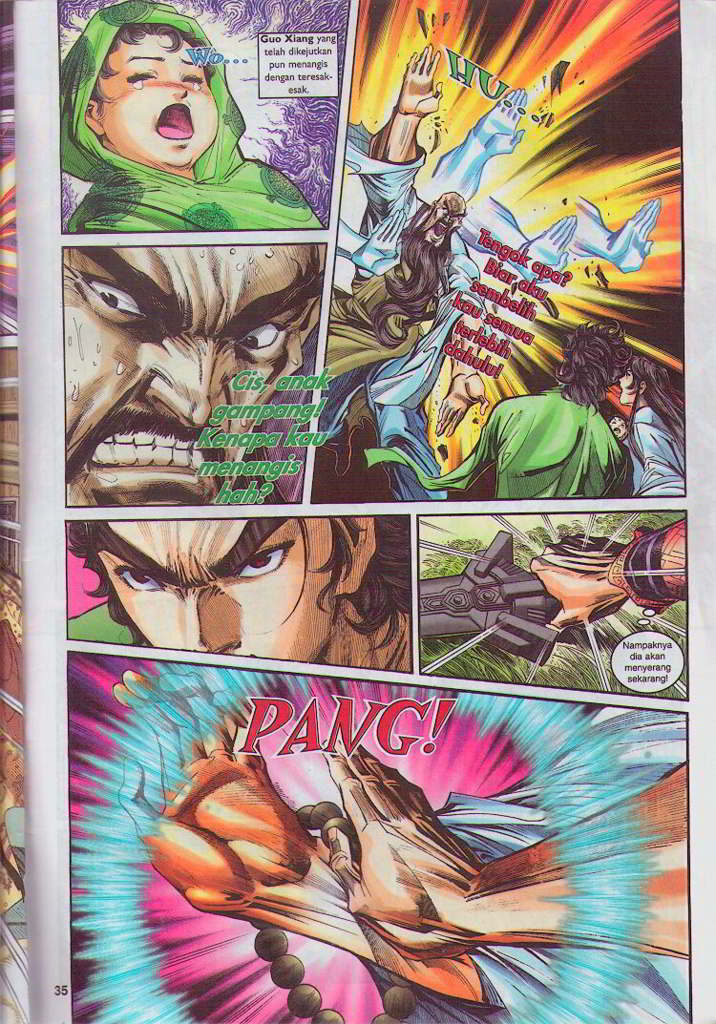 Wo...
Guo Xiang yang
telah dikejutkan
pun menangis
dengan teresak-
esak.
HU...
Tengok apa?
Biar aku
sembelih
kau semua
terlebih
dahulu!
Cis, anak
gampang!
Kenapa kau
menangis
hah?
Nampaknya
dia akan
menyerang
sekarang!
PANG!
35